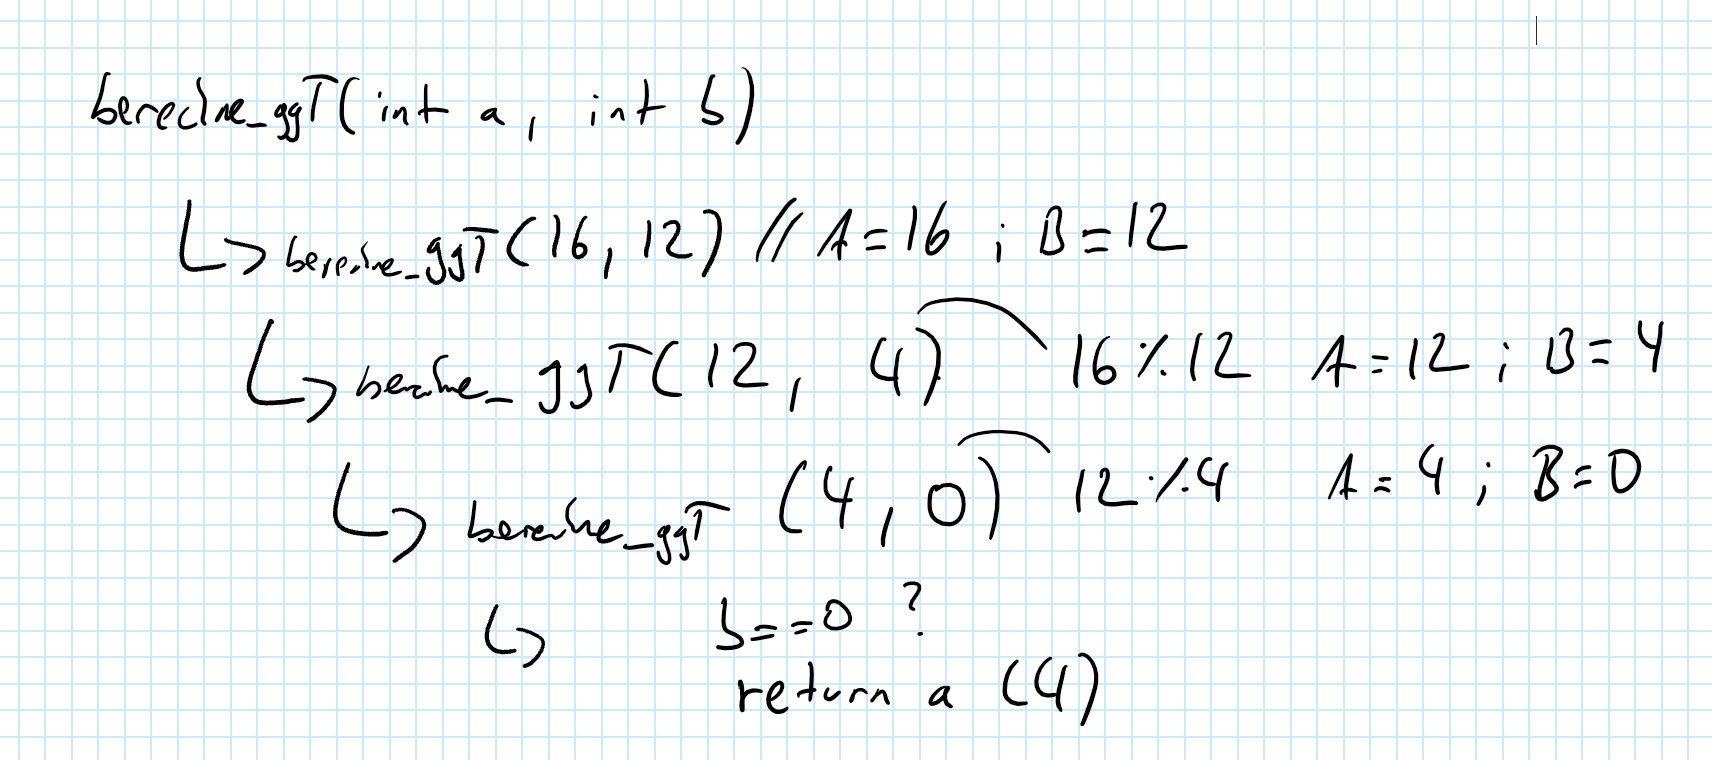 berechne_ggT(int a, int b)
↳ berechne_ggT(16, 12) // A=16 ; B=12
↳ berechne_ggT(12, 4) 16%12 A=12 ; B=4
↳ berechne_ggT (4, 0) 12%4 A=4 ; B=0
↳ b==0 ?
return a (4)